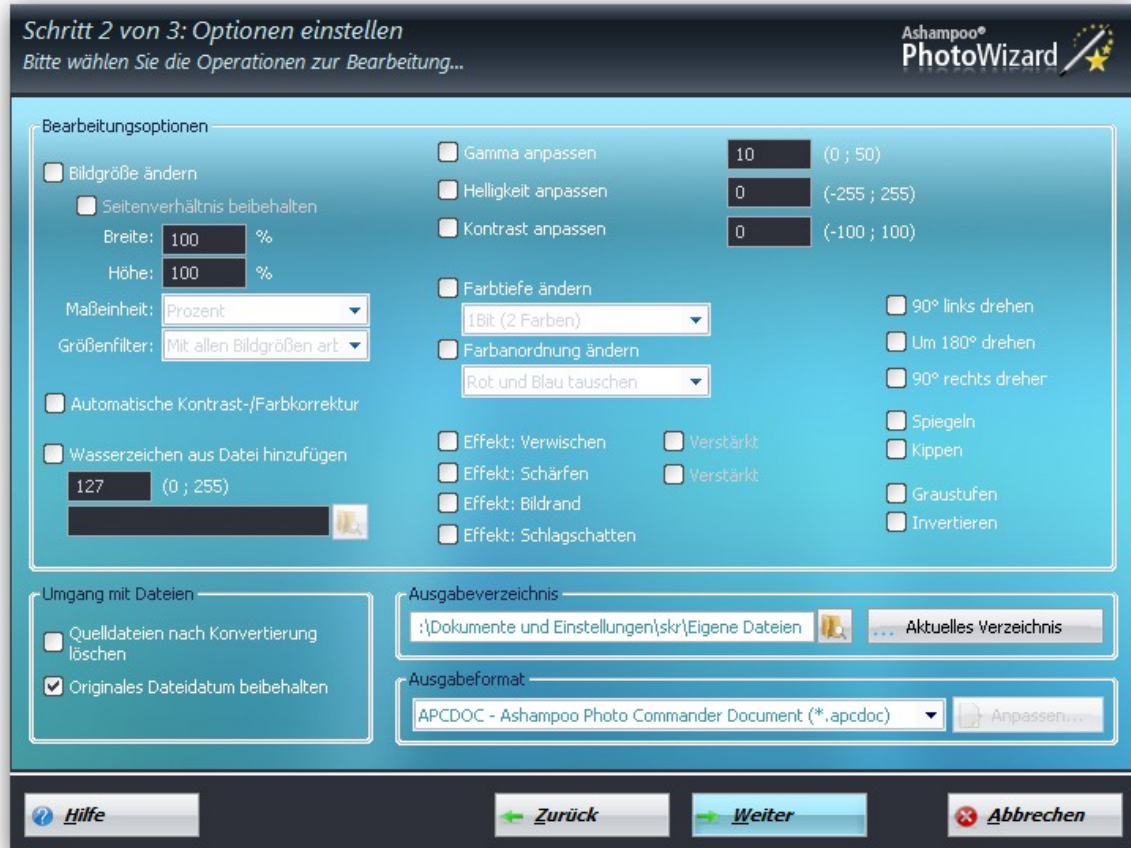 Schritt 2 von 3: Optionen einstellen
Bitte wählen Sie die Operationen zur Bearbeitung...
Ashampoo®
PhotoWizard
Bearbeitungsoptionen
Bildgröße ändern
Seitenverhältnis beibehalten
Breite: 100 %
Höhe: 100 %
Maßeinheit: Prozent
Größenfilter: Mit allen Bildgrößen art
Automatische Kontrast-/Farbkorrektur
Wasserzeichen aus Datei hinzufügen
127 (0 ; 255)
Gamma anpassen 10 (0 ; 50)
Helligkeit anpassen 0 (-255 ; 255)
Kontrast anpassen 0 (-100 ; 100)
Farbtiefe ändern
1Bit (2 Farben)
Farbanordnung ändern
Rot und Blau tauschen
Effekt: Verwischen Verstärkt
Effekt: Schärfen Verstärkt
Effekt: Bildrand
Effekt: Schlagschatten
90° links drehen
Um 180° drehen
90° rechts dreher
Spiegeln
Kippen
Graustufen
Invertieren
Umgang mit Dateien
Quelldateien nach Konvertierung
löschen
Originales Dateidatum beibehalten
Ausgabeverzeichnis
:\Dokumente und Einstellungen\skr\Eigene Dateien
... Aktuelles Verzeichnis
Ausgabeformat
APCDOC - Ashampoo Photo Commander Document (*.apcdoc)
Anpassen...
Hilfe
Zurück
Weiter
Abbrechen